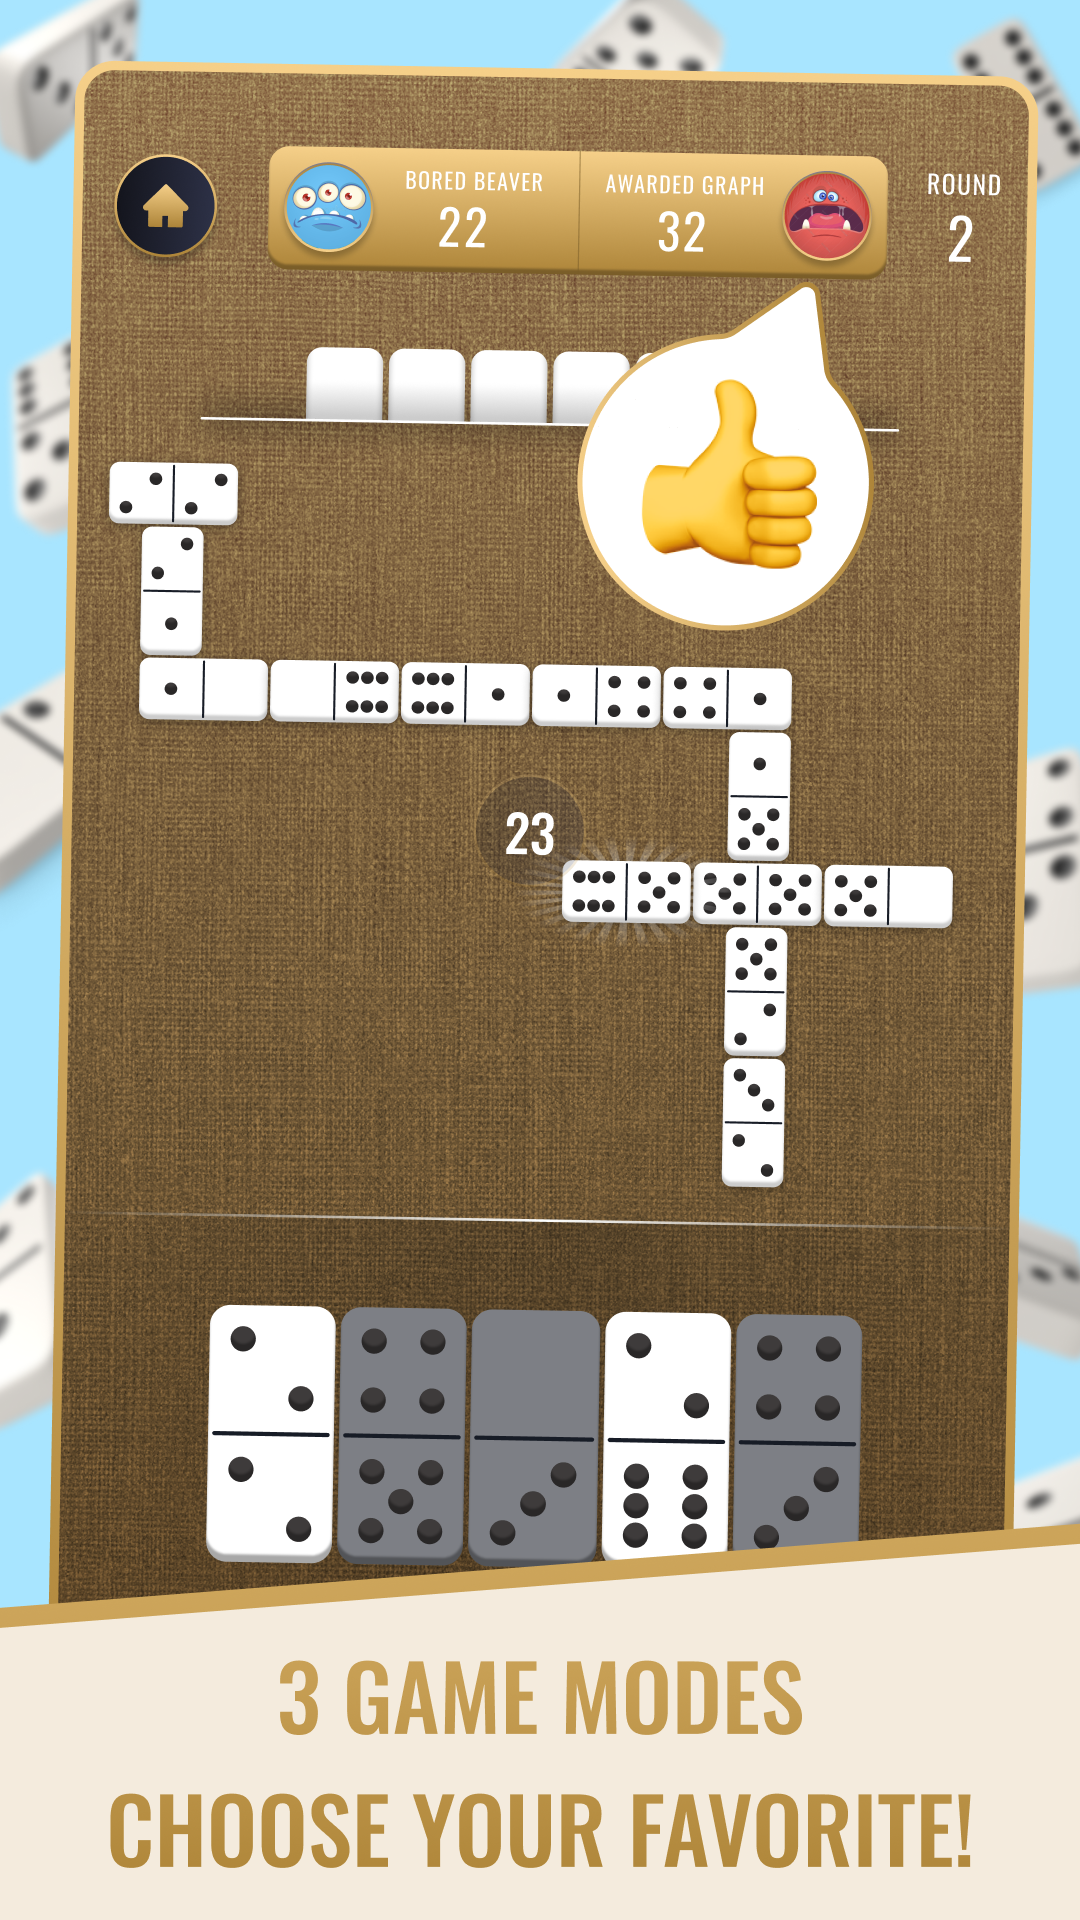 BORED BEAVER
22
AWARDED GRAPH
32
ROUND
2
23
3 GAME MODES
CHOOSE YOUR FAVORITE!